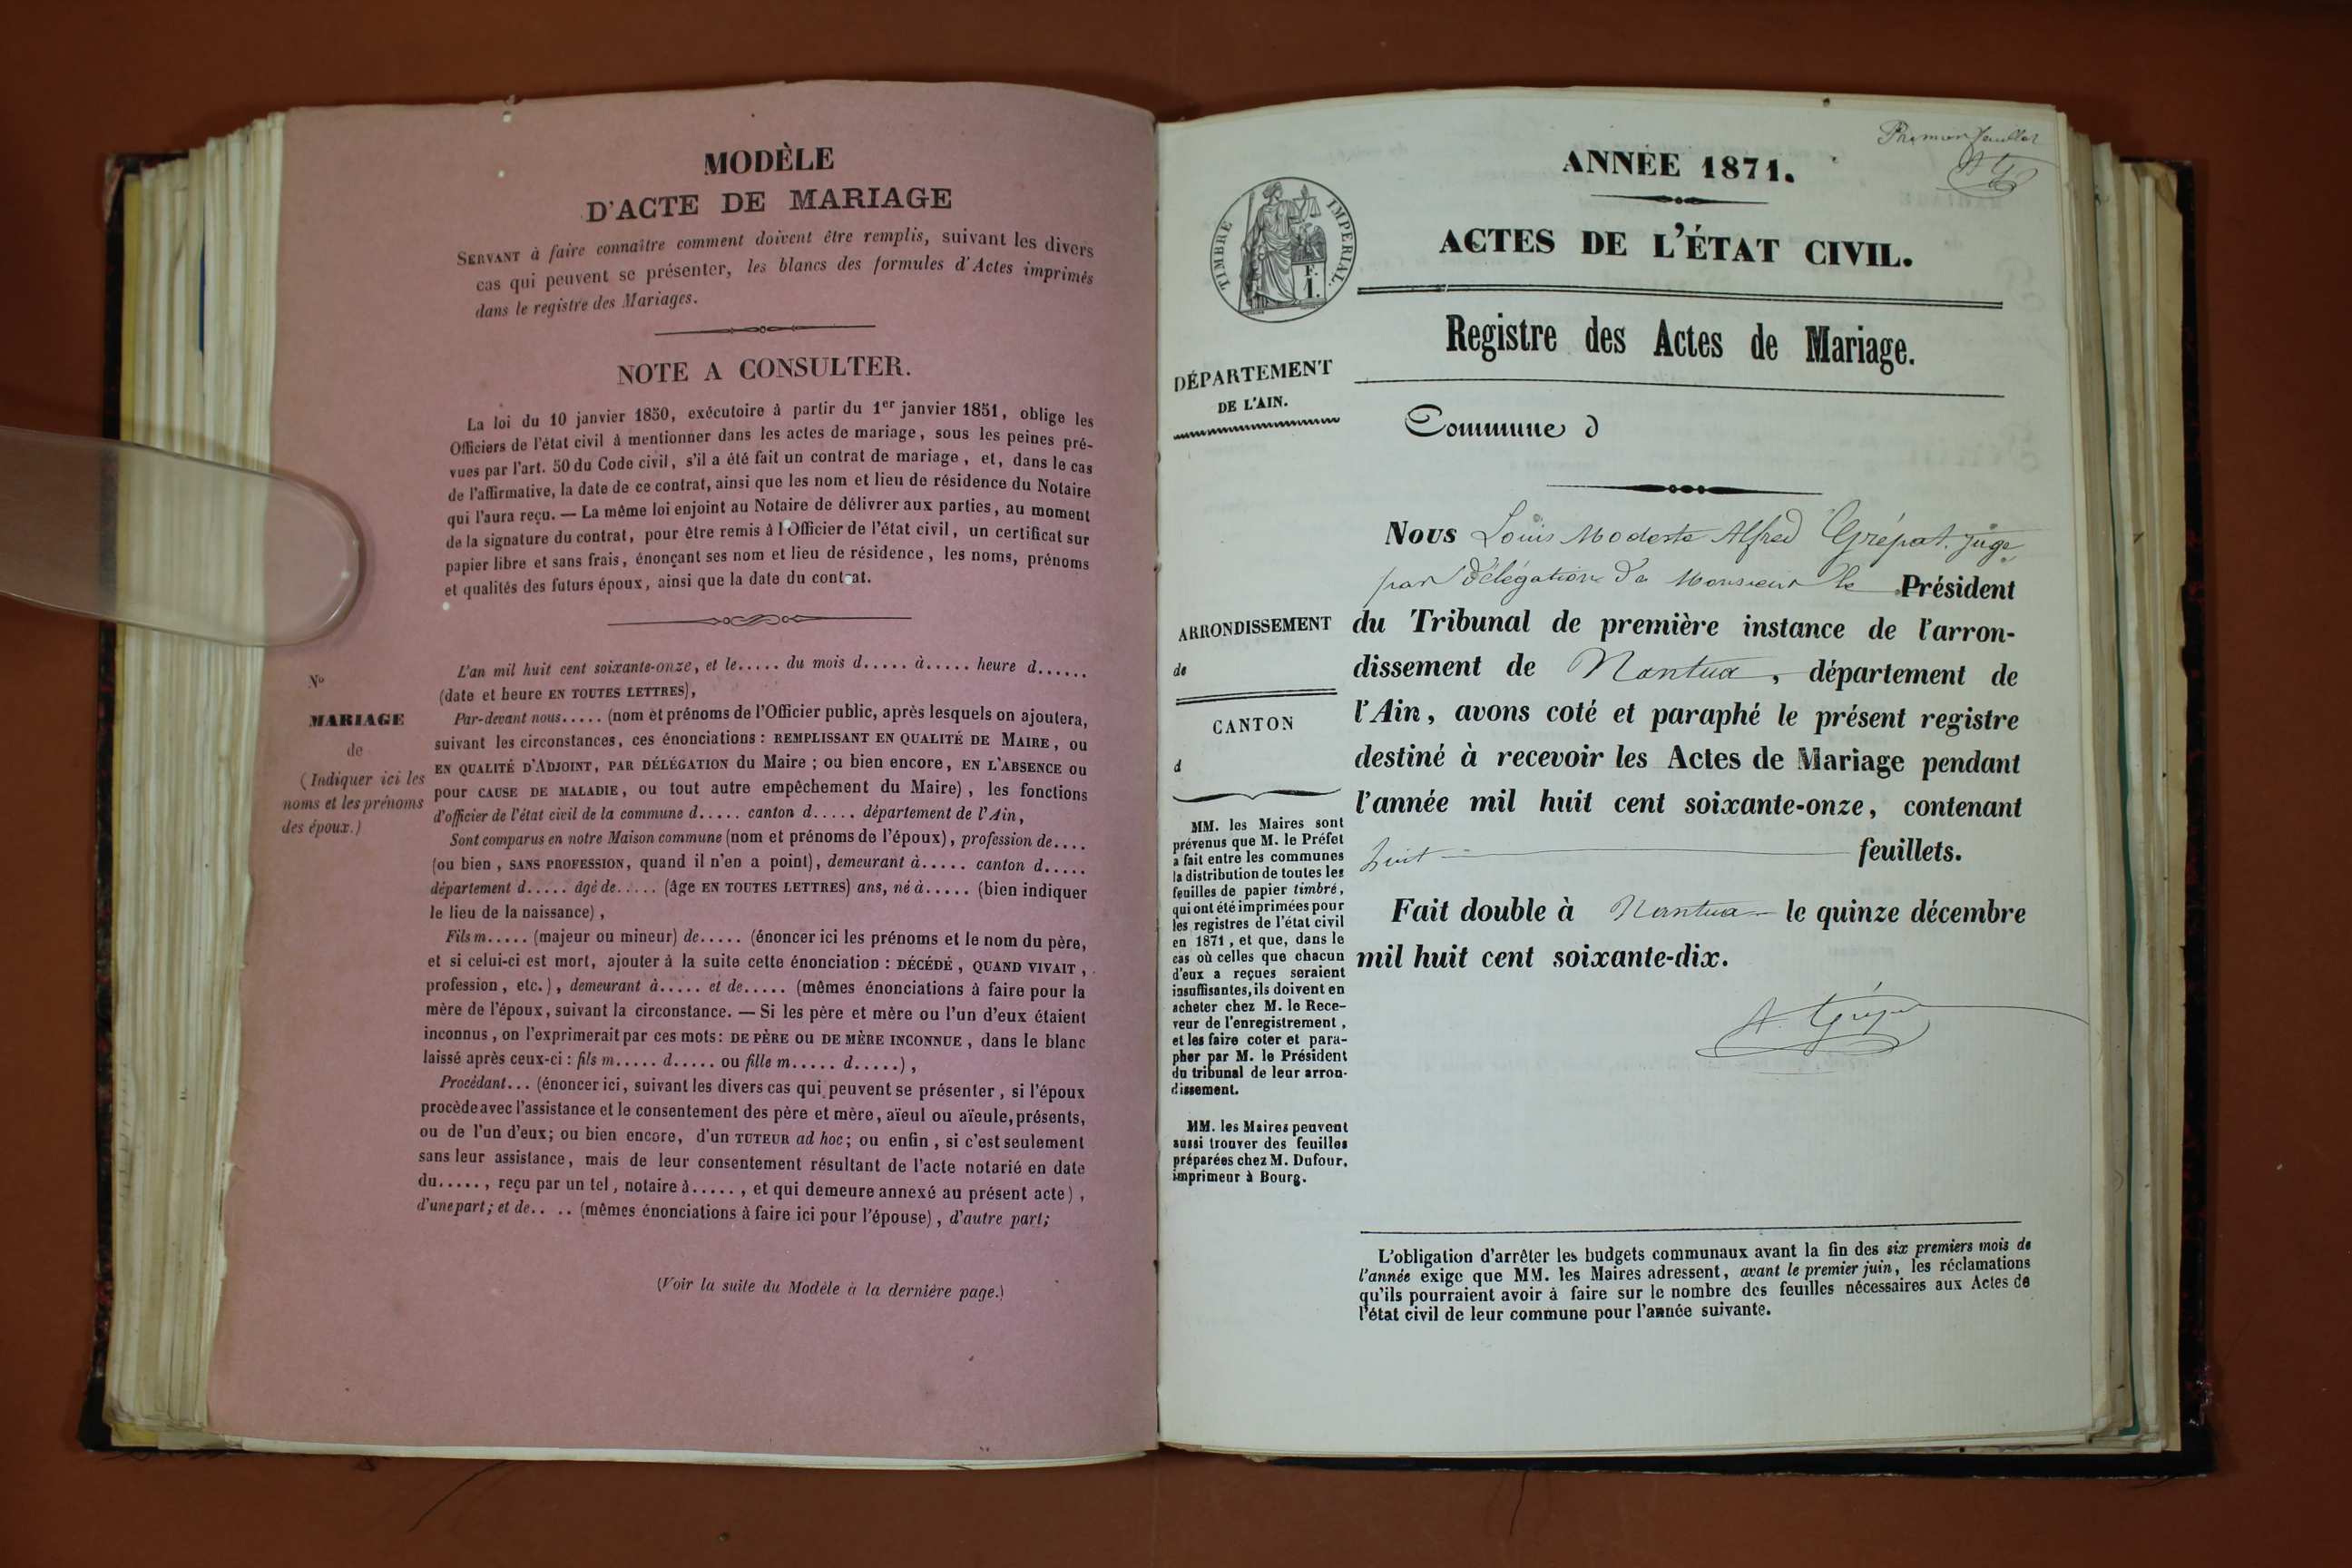 MODÈLE
D'ACTE DE MARIAGE
SERVANT à faire connaître comment doivent être remplis, suivant les divers
cas qui peuvent se présenter, les blancs des formules d'Actes imprimés
dans le registre des Mariages.
NOTE A CONSULTER.
La loi du 10 janvier 1850, exécutoire à partir du 1er janvier 1851, oblige les
Officiers de l'état civil à mentionner dans les actes de mariage, sous les peines pré-
vues par l'art. 50 du Code civil, s'il a été fait un contrat de mariage, et, dans le cas
de l'affirmative, la date de ce contrat, ainsi que les nom et lieu de résidence du Notaire
qui l'aura reçu. — La même loi enjoint au Notaire de délivrer aux parties, au moment
de la signature du contrat, pour être remis à l'Officier de l'état civil, un certificat sur
papier libre et sans frais, énonçant ses nom et lieu de résidence, les noms, prénoms
et qualités des futurs époux, ainsi que la date du contrat.
No
MARIAGE
de
(Indiquer ici les
noms et les prénoms
des époux.)
L'an mil huit cent soixante-onze, et le..... du mois d..... à..... heure d......
(date et heure EN TOUTES LETTRES),
Par-devant nous..... (nom et prénoms de l'Officier public, après lesquels on ajoutera,
suivant les circonstances, ces énonciations : REMPLISSANT EN QUALITÉ DE MAIRE, ou
EN QUALITÉ D'ADJOINT, PAR DÉLÉGATION du Maire ; ou bien encore, EN L'ABSENCE ou
pour CAUSE DE MALADIE, ou tout autre empêchement du Maire), les fonctions
d'officier de l'état civil de la commune d..... canton d..... département de l'Ain,
Sont comparus en notre Maison commune (nom et prénoms de l'époux), profession de....
(ou bien, SANS PROFESSION, quand il n'en a point), demeurant à..... canton d.....
département d..... âgé de..... (âge EN TOUTES LETTRES) ans, né à..... (bien indiquer
le lieu de la naissance),
Fils m..... (majeur ou mineur) de..... (énoncer ici les prénoms et le nom du père,
et si celui-ci est mort, ajouter à la suite cette énonciation : DÉCÉDÉ, QUAND VIVAIT,
profession, etc.), demeurant à..... et de..... (mêmes énonciations à faire pour la
mère de l'époux, suivant la circonstance. — Si les père et mère ou l'un d'eux étaient
inconnus, on l'exprimerait par ces mots: DE PÈRE OU DE MÈRE INCONNUE, dans le blanc
laissé après ceux-ci : fils m..... d..... ou fille m..... d.....),
Procédant... (énoncer ici, suivant les divers cas qui peuvent se présenter, si l'époux
procède avec l'assistance et le consentement des père et mère, aïeul ou aïeule, présents,
ou de l'un d'eux; ou bien encore, d'un TUTEUR ad hoc; ou enfin, si c'est seulement
sans leur assistance, mais de leur consentement résultant de l'acte notarié en date
du....., reçu par un tel, notaire à....., et qui demeure annexé au présent acte),
d'une part; et de.. .. (mêmes énonciations à faire ici pour l'épouse), d'autre part;
(Voir la suite du Modèle à la dernière page.)
Premier feuillet
AG
ANNÉE 1871.
TIMBRE IMPÉRIAL.
F.
1.
ACTES DE L'ÉTAT CIVIL.
Registre des Actes de Mariage.
DÉPARTEMENT
DE L'AIN.
Commune d
ARRONDISSEMENT
de
CANTON
d
MM. les Maires sont
prévenus que M. le Préfet
a fait entre les communes
la distribution de toutes les
feuilles de papier timbré,
qui ont été imprimées pour
les registres de l'état civil
en 1871, et que, dans le
cas où celles que chacun
d'eux a reçues seraient
insuffisantes, ils doivent en
acheter chez M. le Rece-
veur de l'enregistrement,
et les faire coter et para-
pher par M. le Président
du tribunal de leur arron-
dissement.
MM. les Maires peuvent
aussi trouver des feuilles
préparées chez M. Dufour,
imprimeur à Bourg.
Nous Louis Modeste Alfred Grépat. juge
par délégation de Monsieur le Président
du Tribunal de première instance de l'arron-
dissement de Nantua, département de
l'Ain, avons coté et paraphé le présent registre
destiné à recevoir les Actes de Mariage pendant
l'année mil huit cent soixante-onze, contenant
huit feuillets.
Fait double à Nantua le quinze décembre
mil huit cent soixante-dix.
L'obligation d'arrêter les budgets communaux avant la fin des six premiers mois de
l'année exige que MM. les Maires adressent, avant le premier juin, les réclamations
qu'ils pourraient avoir à faire sur le nombre des feuilles nécessaires aux Actes de
l'état civil de leur commune pour l'année suivante.